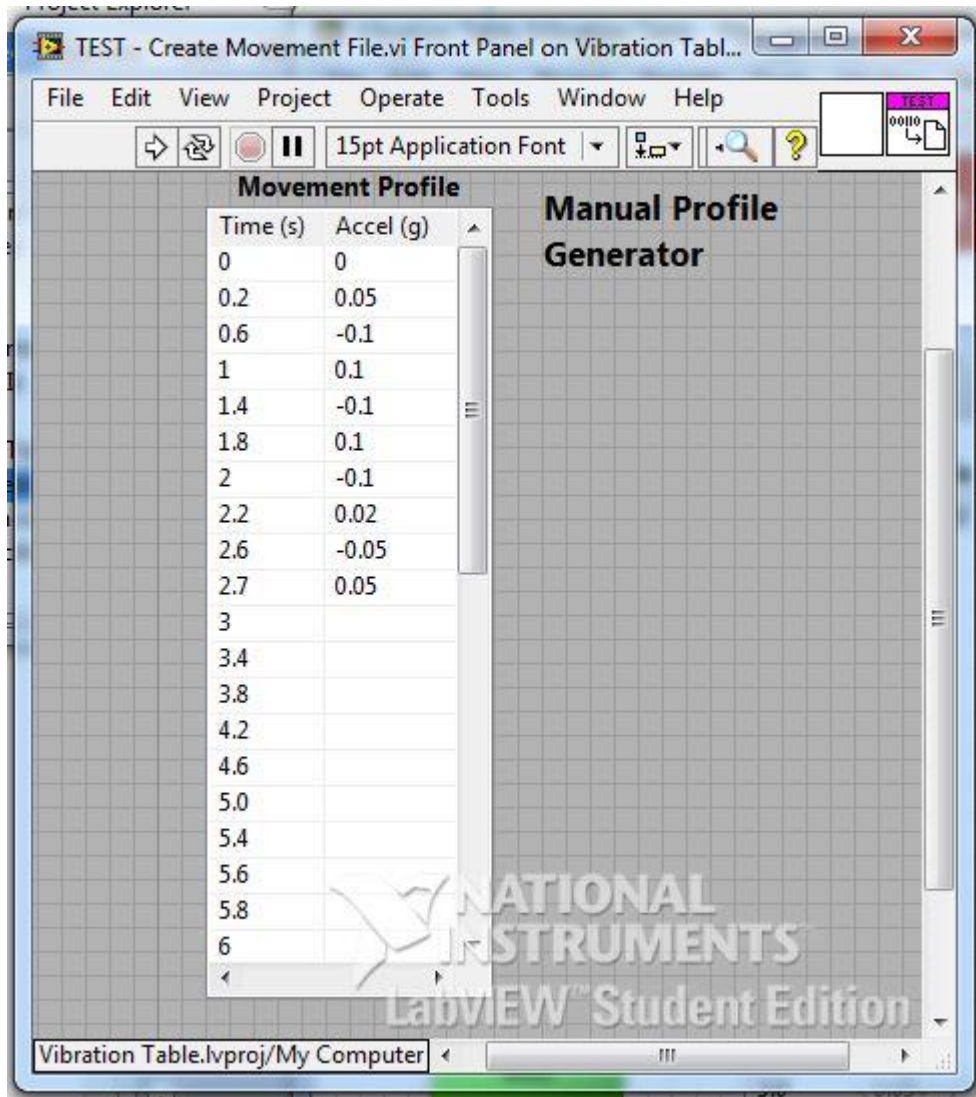 Project Explorer
TEST - Create Movement File.vi Front Panel on Vibration Tabl...
File Edit View Project Operate Tools Window Help
TEST
15pt Application Font
Movement Profile
Manual Profile
Generator
Time (s) Accel (g)
0 0
0.2 0.05
0.6 -0.1
1 0.1
1.4 -0.1
1.8 0.1
2 -0.1
2.2 0.02
2.6 -0.05
2.7 0.05
3
3.4
3.8
4.2
4.6
5.0
5.4
5.6
5.8
6
NATIONAL
INSTRUMENTS
LabVIEW™ Student Edition
Vibration Table.lvproj/My Computer